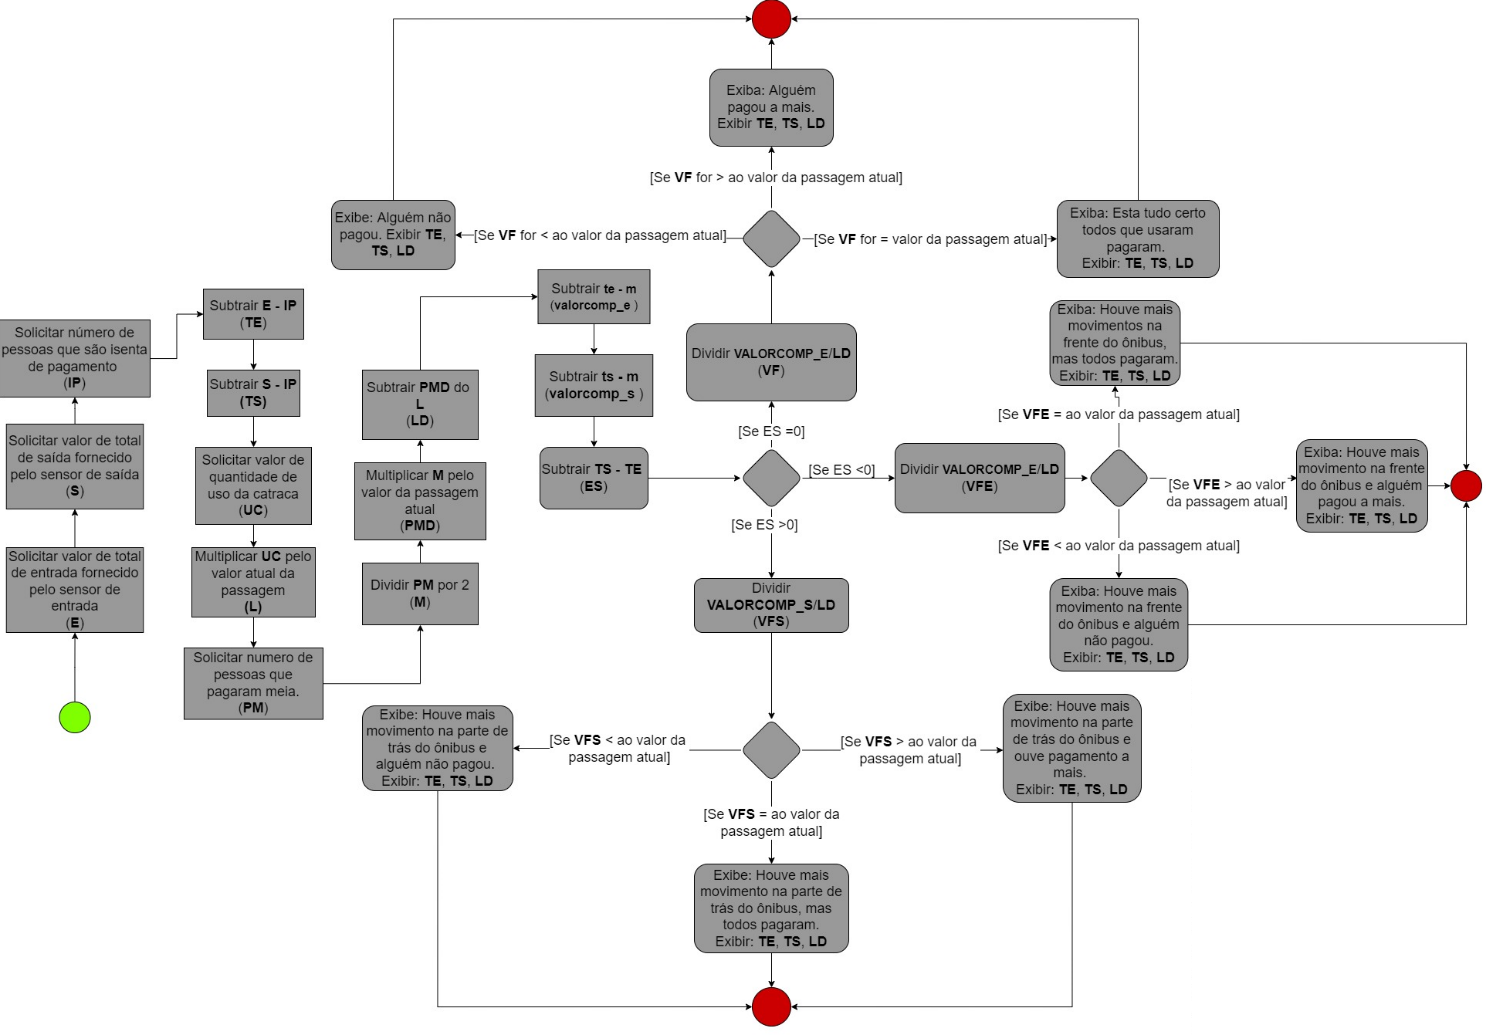 Solicitar valor de total
de entrada fornecido
pelo sensor de
entrada
(E)
Solicitar valor de total
de saída fornecido
pelo sensor de saída
(S)
Solicitar número de
pessoas que são isenta
de pagamento
(IP)
Subtrair E - IP
(TE)
Subtrair S - IP
(TS)
Solicitar valor de
quantidade de
uso da catraca
(UC)
Multiplicar UC pelo
valor atual da
passagem
(L)
Solicitar numero de
pessoas que
pagaram meia.
(PM)
Dividir PM por 2
(M)
Multiplicar M pelo
valor da passagem
atual
(PMD)
Subtrair PMD do
L
(LD)
Subtrair te - m
(valorcomp_e )
Subtrair ts - m
(valorcomp_s )
Subtrair TS - TE
(ES)
[Se ES =0]
Dividir VALORCOMP_E/LD
(VF)
[Se VF for > ao valor da passagem atual]
Exiba: Alguém
pagou a mais.
Exibir TE, TS, LD
[Se VF for < ao valor da passagem atual]
Exibe: Alguém não
pagou. Exibir TE,
TS, LD
[Se VF for = valor da passagem atual]
Exiba: Esta tudo certo
todos que usaram
pagaram.
Exibir: TE, TS, LD
[Se ES <0]
Dividir VALORCOMP_E/LD
(VFE)
[Se VFE = ao valor da passagem atual]
Exiba: Houve mais
movimentos na
frente do ônibus,
mas todos pagaram.
Exibir: TE, TS, LD
[Se VFE > ao valor
da passagem atual]
Exiba: Houve mais
movimento na frente
do ônibus e alguém
pagou a mais.
Exibir: TE, TS, LD
[Se VFE < ao valor da passagem atual]
Exiba: Houve mais
movimento na frente
do ônibus e alguém
não pagou.
Exibir: TE, TS, LD
[Se ES >0]
Dividir
VALORCOMP_S/LD
(VFS)
[Se VFS < ao valor da
passagem atual]
Exibe: Houve mais
movimento na parte de
trás do ônibus e
alguém não pagou.
Exibir: TE, TS, LD
[Se VFS > ao valor da
passagem atual]
Exibe: Houve mais
movimento na parte
de trás do ônibus e
ouve pagamento a
mais.
Exibir: TE, TS, LD
[Se VFS = ao valor da
passagem atual]
Exibe: Houve mais
movimento na parte de
trás do ônibus, mas
todos pagaram.
Exibir: TE, TS, LD